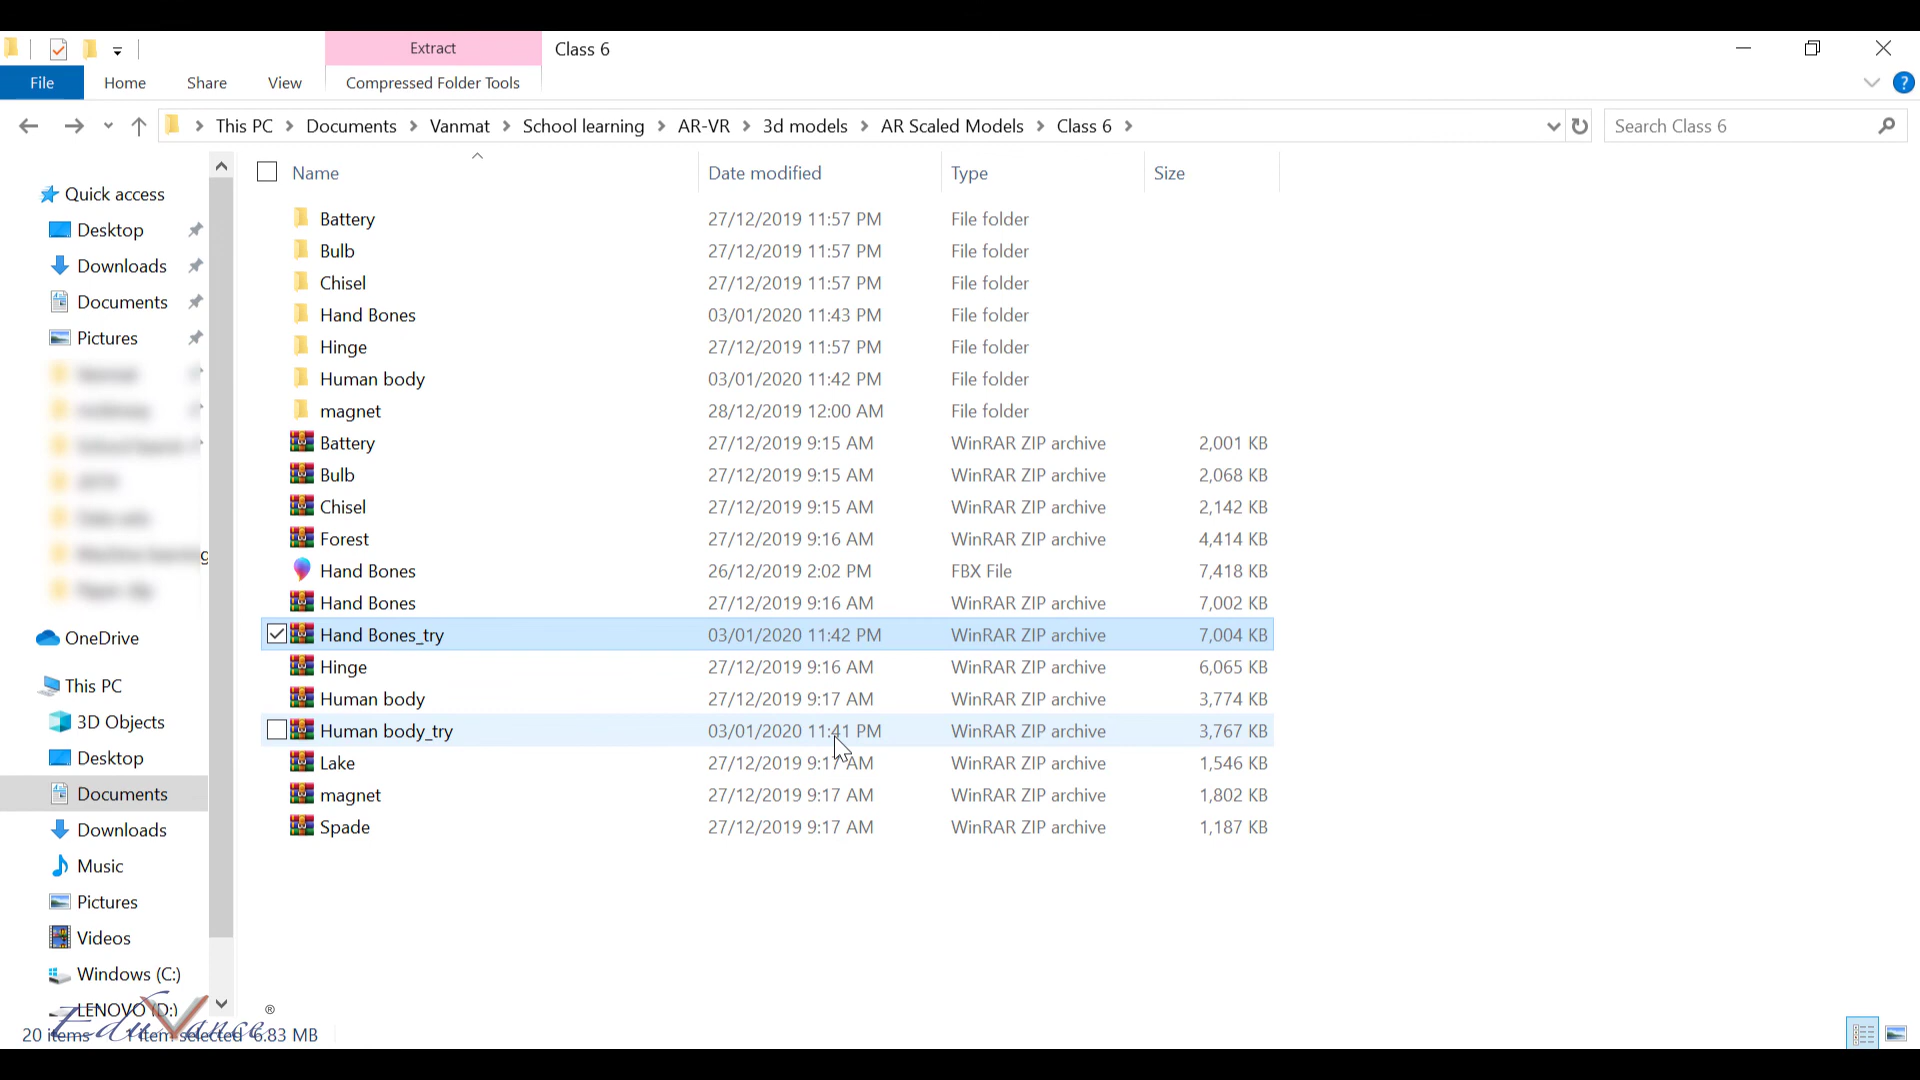 Extract
Class 6
File
Home
Share
View
Compressed Folder Tools
?
This PC
Documents
Vanmat
School learning
AR-VR
3d models
AR Scaled Models
Class 6
Search Class 6
Name
Date modified
Type
Size
Quick access
Desktop
Downloads
Documents
Pictures
OneDrive
This PC
3D Objects
Desktop
Documents
Downloads
Music
Pictures
Videos
Windows (C:)
LENOVO (D:)
Battery 27/12/2019 11:57 PM File folder
Bulb 27/12/2019 11:57 PM File folder
Chisel 27/12/2019 11:57 PM File folder
Hand Bones 03/01/2020 11:43 PM File folder
Hinge 27/12/2019 11:57 PM File folder
Human body 03/01/2020 11:42 PM File folder
magnet 28/12/2019 12:00 AM File folder
Battery 27/12/2019 9:15 AM WinRAR ZIP archive 2,001 KB
Bulb 27/12/2019 9:15 AM WinRAR ZIP archive 2,068 KB
Chisel 27/12/2019 9:15 AM WinRAR ZIP archive 2,142 KB
Forest 27/12/2019 9:16 AM WinRAR ZIP archive 4,414 KB
Hand Bones 26/12/2019 2:02 PM FBX File 7,418 KB
Hand Bones 27/12/2019 9:16 AM WinRAR ZIP archive 7,002 KB
Hand Bones_try 03/01/2020 11:42 PM WinRAR ZIP archive 7,004 KB
Hinge 27/12/2019 9:16 AM WinRAR ZIP archive 6,065 KB
Human body 27/12/2019 9:17 AM WinRAR ZIP archive 3,774 KB
Human body_try 03/01/2020 11:41 PM WinRAR ZIP archive 3,767 KB
Lake 27/12/2019 9:17 AM WinRAR ZIP archive 1,546 KB
magnet 27/12/2019 9:17 AM WinRAR ZIP archive 1,802 KB
Spade 27/12/2019 9:17 AM WinRAR ZIP archive 1,187 KB
EduVance ®
20 items 1 item selected 6.83 MB